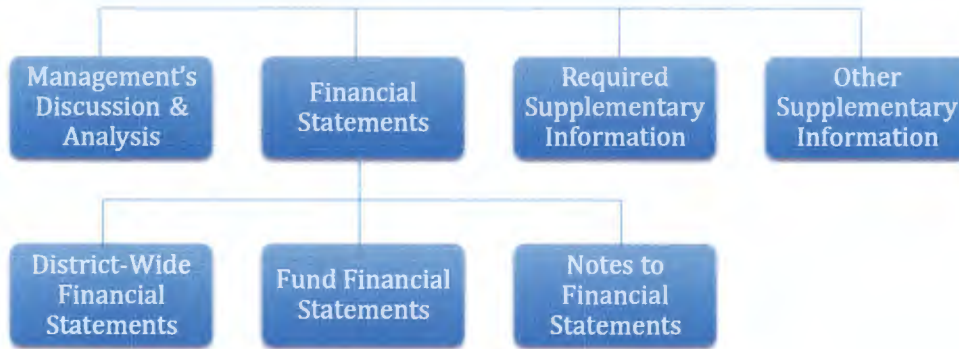 Management's
Discussion &
Analysis
Financial
Statements
Required
Supplementary
Information
Other
Supplementary
Information
District-Wide
Financial
Statements
Fund Financial
Statements
Notes to
Financial
Statements